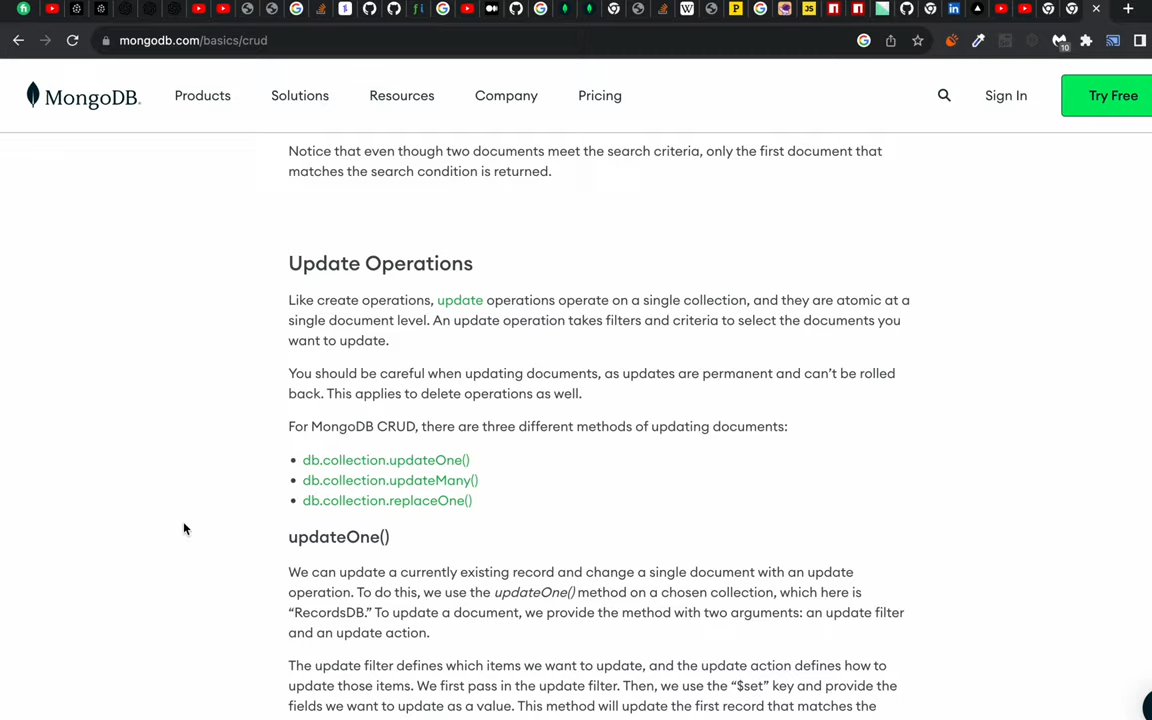 mongodb.com/basics/crud
10
MongoDB.
Products
Solutions
Resources
Company
Pricing
Sign In
Try Free
Notice that even though two documents meet the search criteria, only the first document that
matches the search condition is returned.
Update Operations
Like create operations, update operations operate on a single collection, and they are atomic at a
single document level. An update operation takes filters and criteria to select the documents you
want to update.
You should be careful when updating documents, as updates are permanent and can’t be rolled
back. This applies to delete operations as well.
For MongoDB CRUD, there are three different methods of updating documents:
• db.collection.updateOne()
• db.collection.updateMany()
• db.collection.replaceOne()
updateOne()
We can update a currently existing record and change a single document with an update
operation. To do this, we use the updateOne() method on a chosen collection, which here is
“RecordsDB.” To update a document, we provide the method with two arguments: an update filter
and an update action.
The update filter defines which items we want to update, and the update action defines how to
update those items. We first pass in the update filter. Then, we use the “$set” key and provide the
fields we want to update as a value. This method will update the first record that matches the